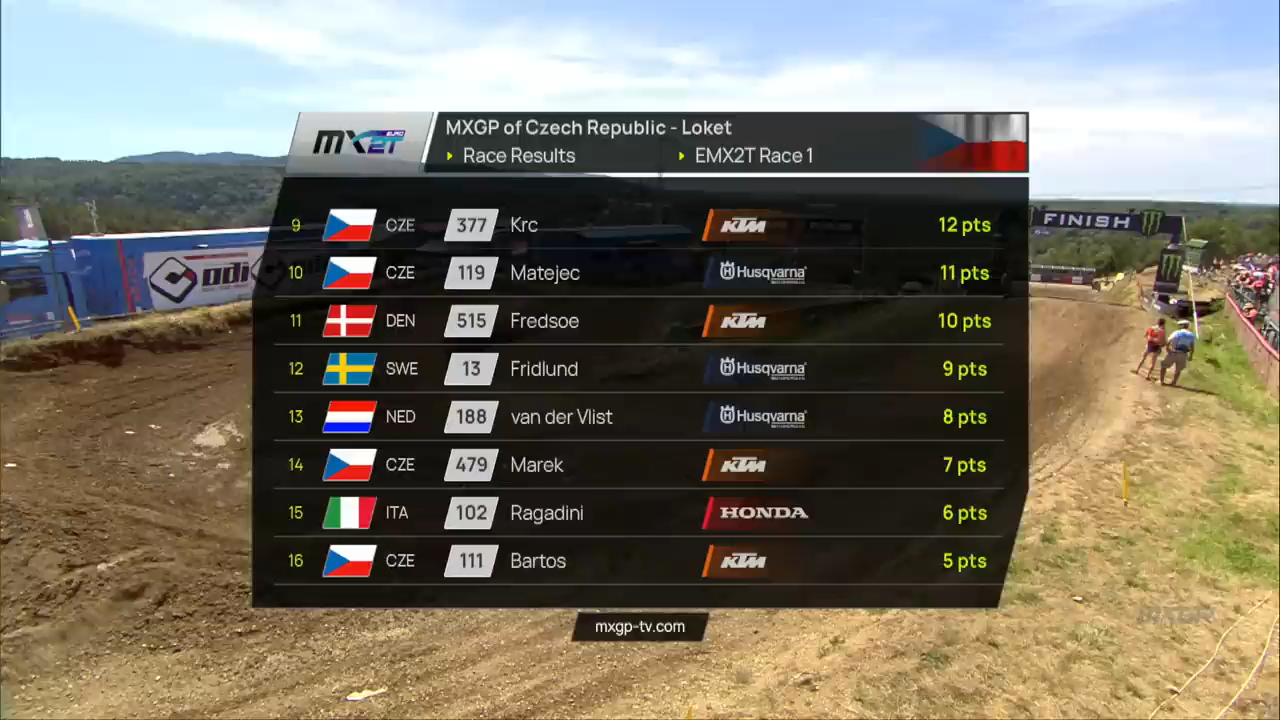 MX2T EURO
MXGP of Czech Republic - Loket
Race Results EMX2T Race 1
9 CZE 377 Krc KTM 12 pts
10 CZE 119 Matejec Husqvarna 11 pts
11 DEN 515 Fredsoe KTM 10 pts
12 SWE 13 Fridlund Husqvarna 9 pts
13 NED 188 van der Vlist Husqvarna 8 pts
14 CZE 479 Marek KTM 7 pts
15 ITA 102 Ragadini HONDA 6 pts
16 CZE 111 Bartos KTM 5 pts
mxgp-tv.com
FINISH
odi
MXGP